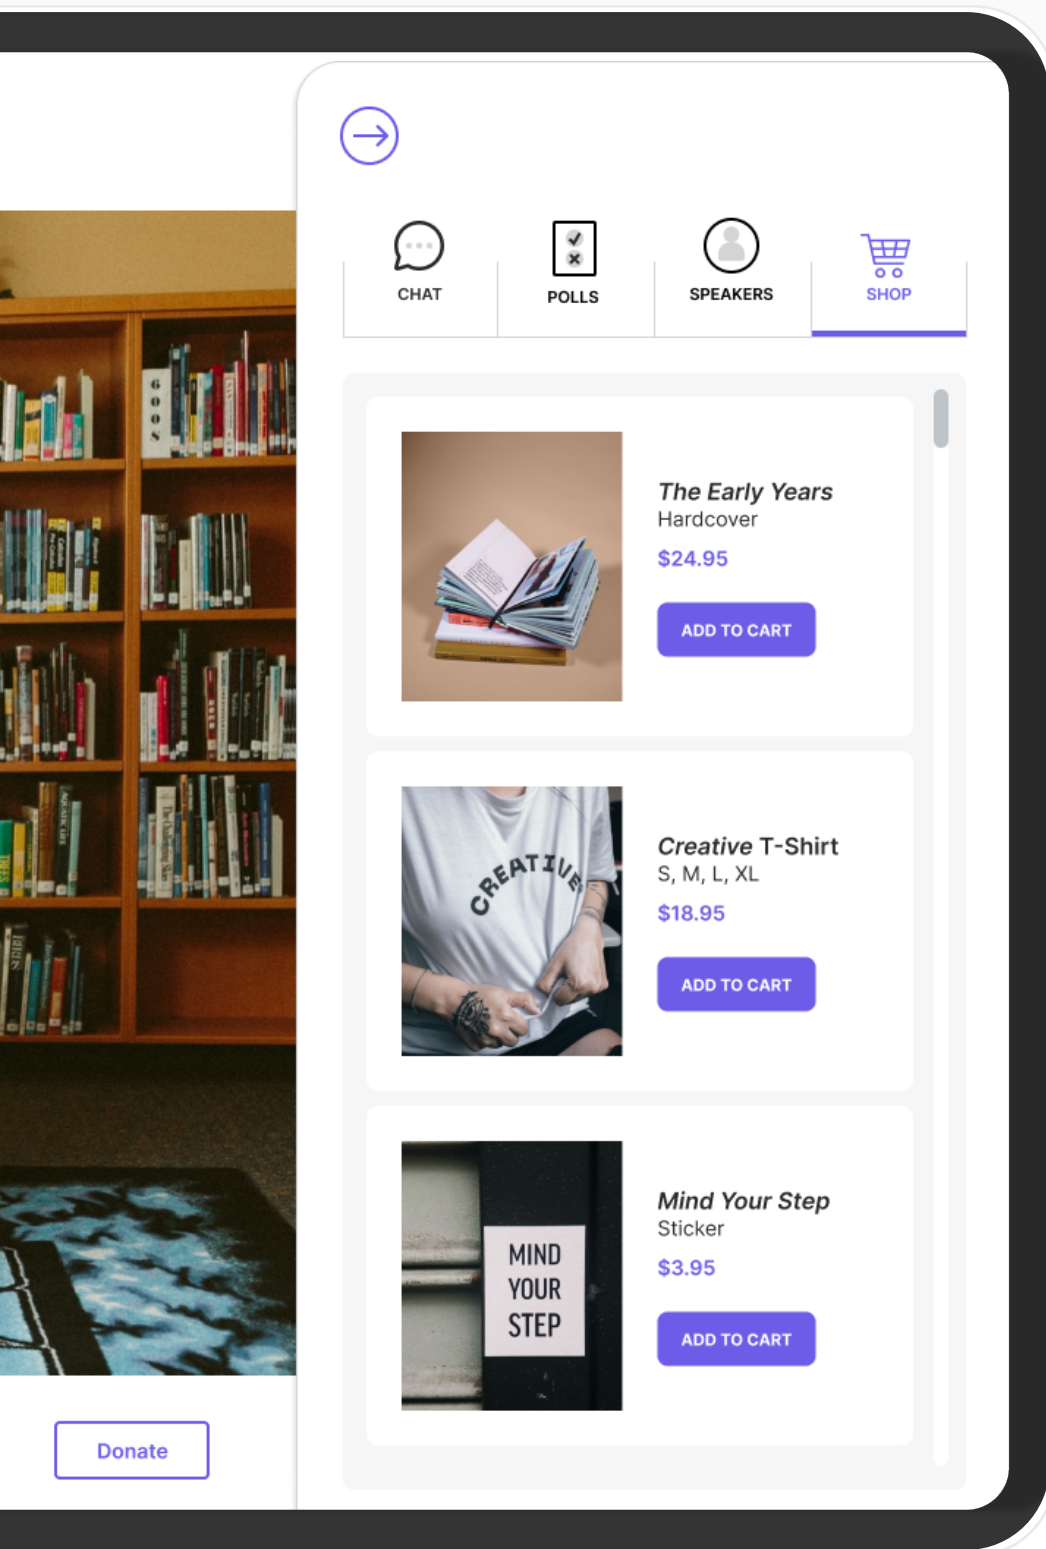 CHAT
POLLS
SPEAKERS
SHOP
The Early Years
Hardcover
$24.95
ADD TO CART
CREATIVE
Creative T-Shirt
S, M, L, XL
$18.95
ADD TO CART
MIND
YOUR
STEP
Mind Your Step
Sticker
$3.95
ADD TO CART
600s
Donate